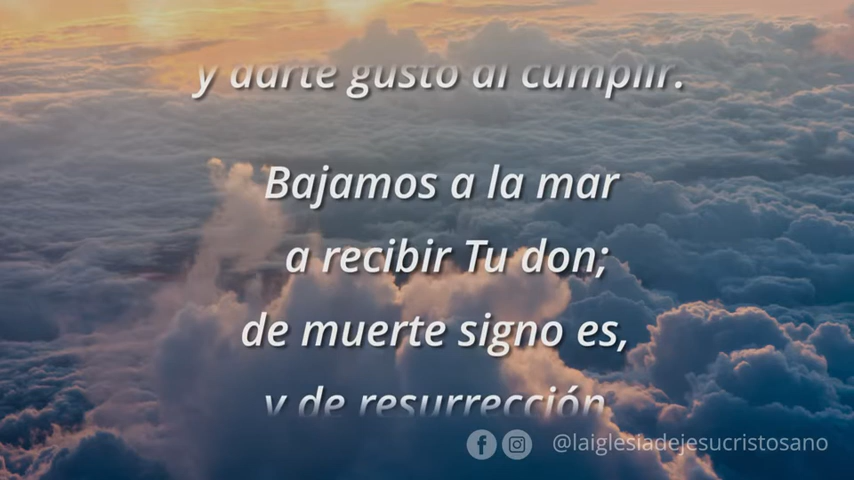 y darte gusto al cumplir.
Bajamos a la mar
a recibir Tu don;
de muerte signo es,
y de resurrección
@laiglesiadejesucristosano